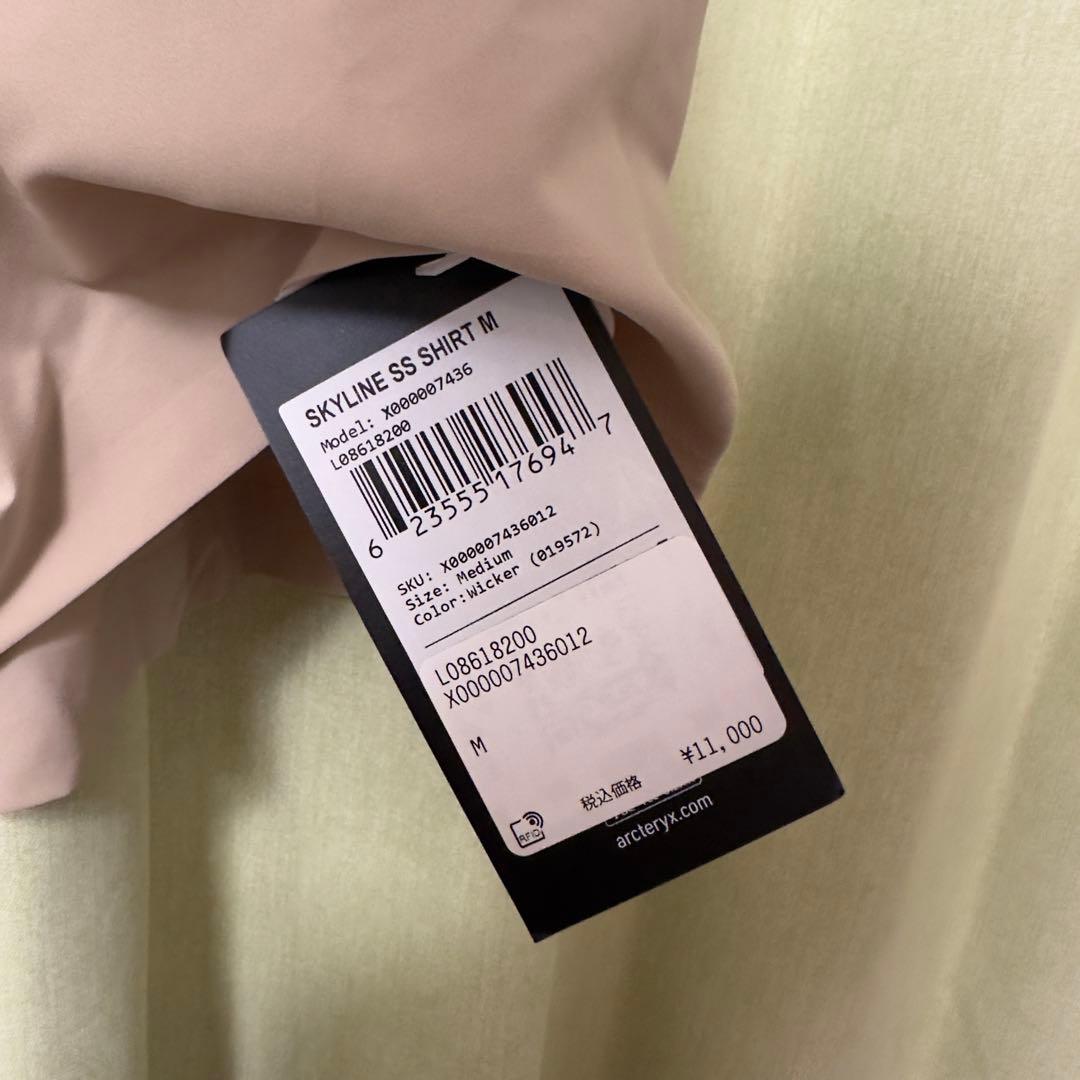 SKYLINE SS SHIRT M
Model: X000007436
L08618200
6 23555 17694 7
SKU: X000007436012
Size: Medium
Color:Wicker (019572)
L08618200
X000007436012
M
¥11,000
税込価格
RFID
arcteryx.com